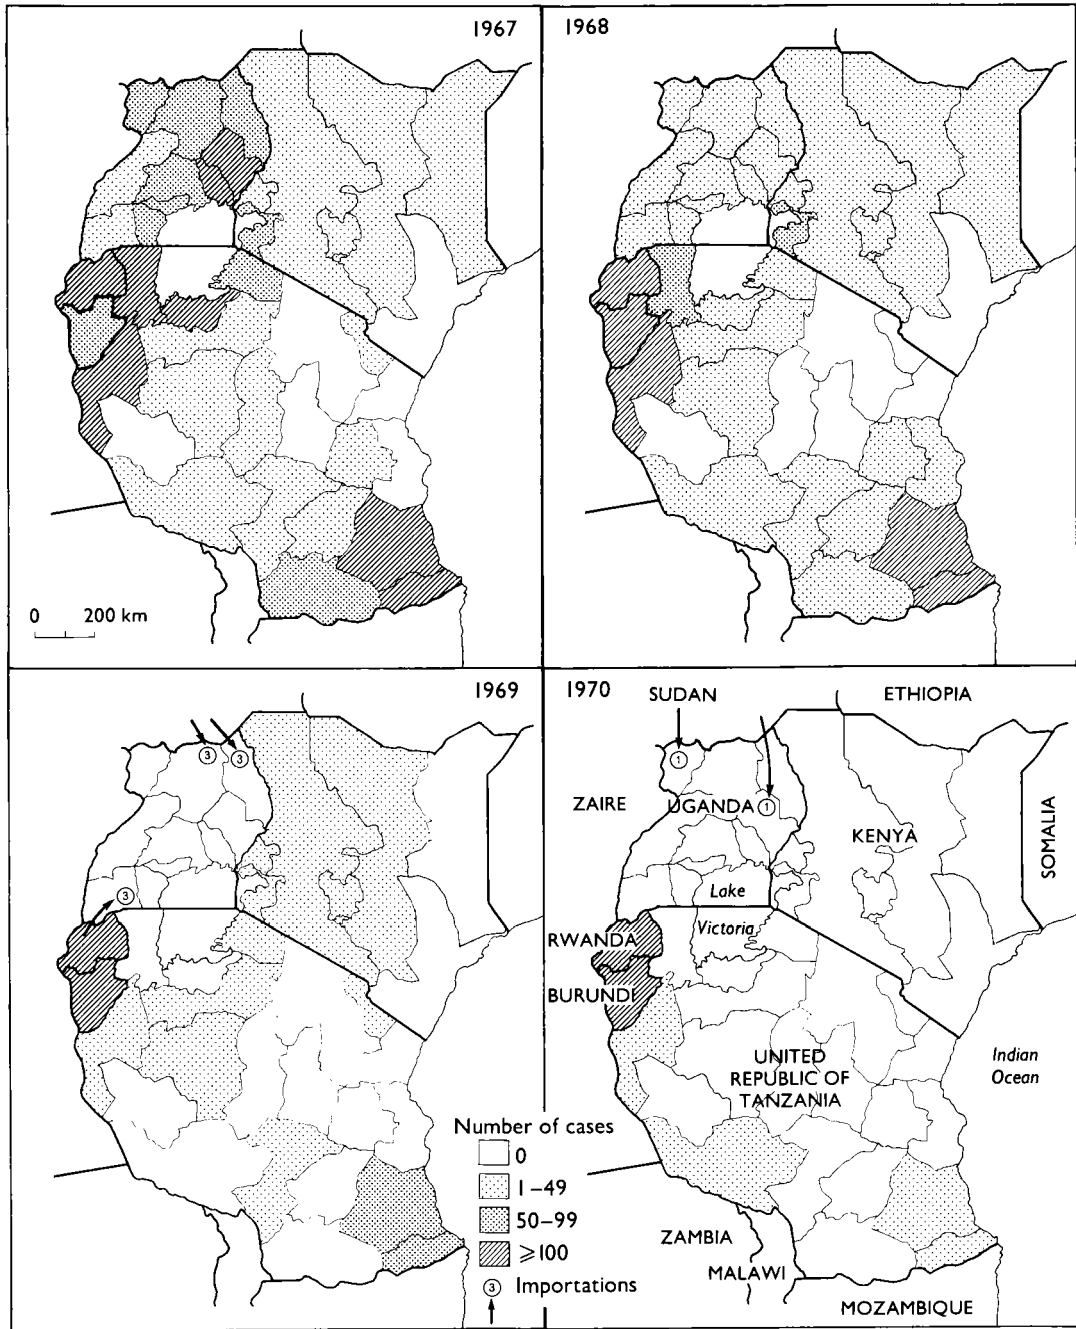 1967
1968
0 200 km
1969
3
3
3
Number of cases
0
1–49
50–99
≥100
3 Importations
1970
SUDAN
ETHIOPIA
1
ZAIRE
UGANDA 1
KENYA
SOMALIA
Lake
Victoria
RWANDA
BURUNDI
UNITED
REPUBLIC OF
TANZANIA
Indian
Ocean
ZAMBIA
MALAWI
MOZAMBIQUE